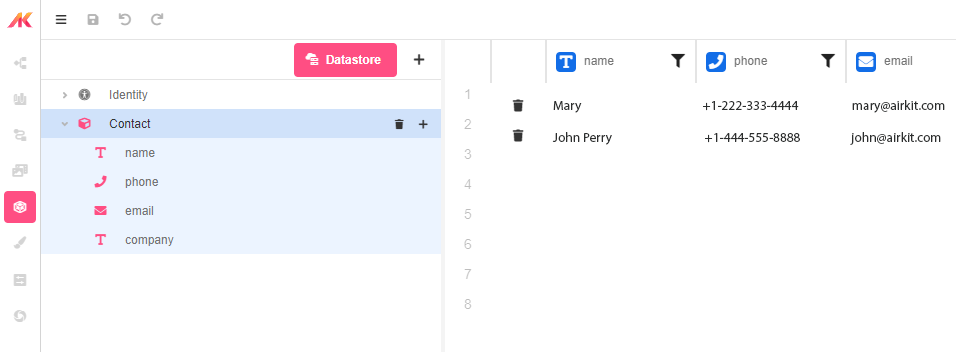 Datastore
name
phone
email
Identity
Contact
name
phone
email
company
1
2
3
4
5
6
7
8
Mary
+1-222-333-4444
mary@airkit.com
John Perry
+1-444-555-8888
john@airkit.com